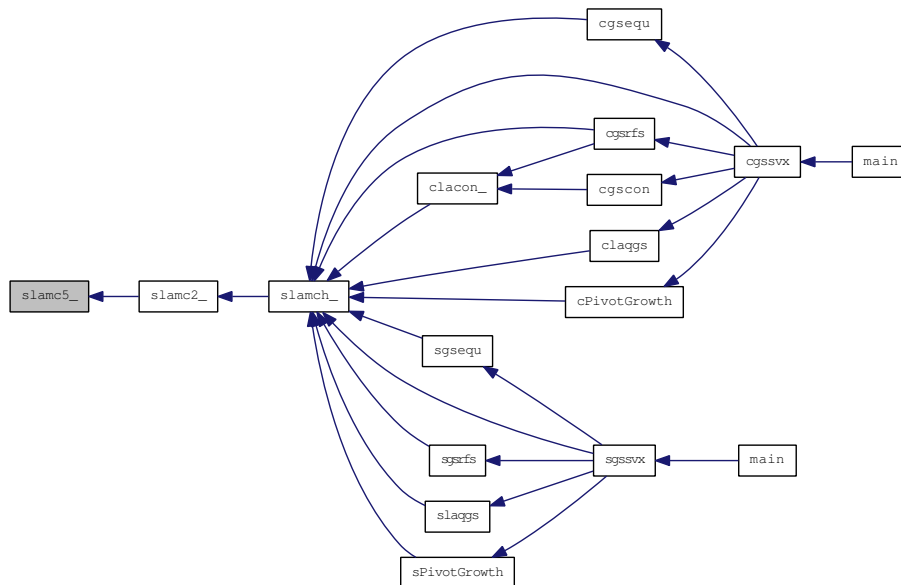 cgsequ
cgsrfs
cgssvx
main
clacon_
cgscon
claqgs
slamc5_
slamc2_
slamch_
cPivotGrowth
sgsequ
sgsrfs
sgssvx
main
slaqgs
sPivotGrowth